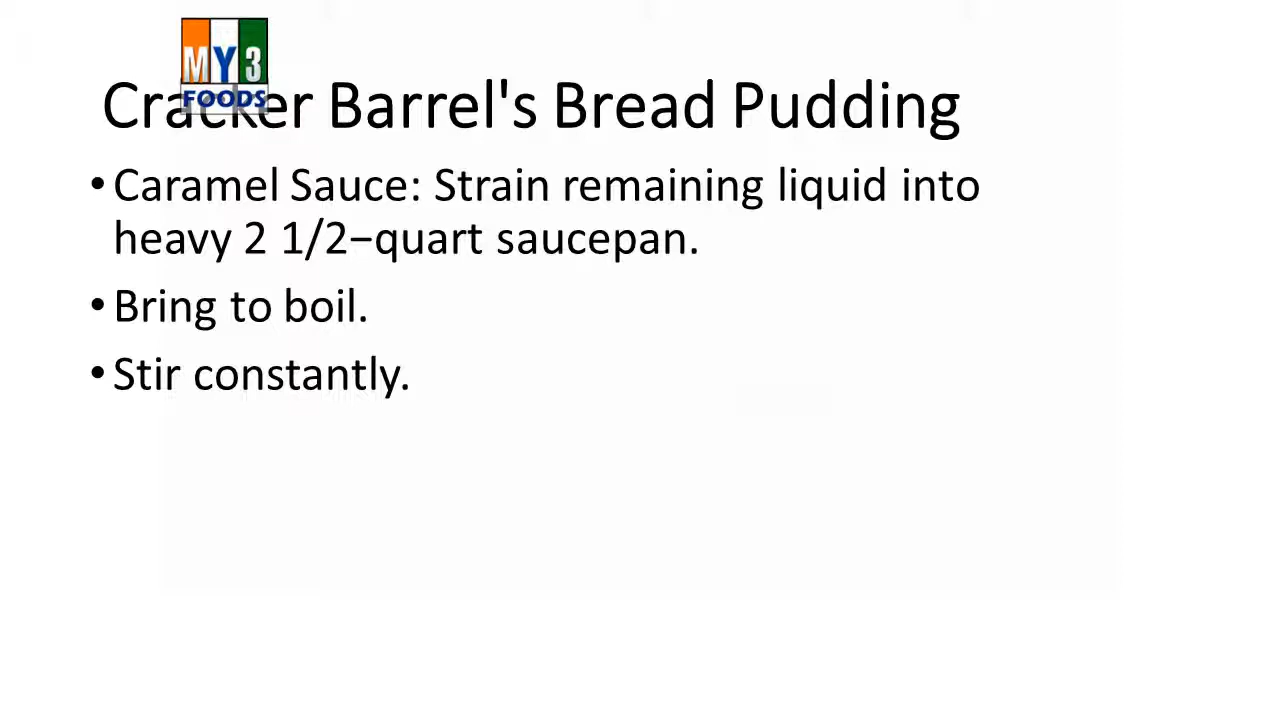 MY3
FOODS
Cracker Barrel's Bread Pudding
•Caramel Sauce: Strain remaining liquid into
heavy 2 1/2−quart saucepan.
•Bring to boil.
•Stir constantly.